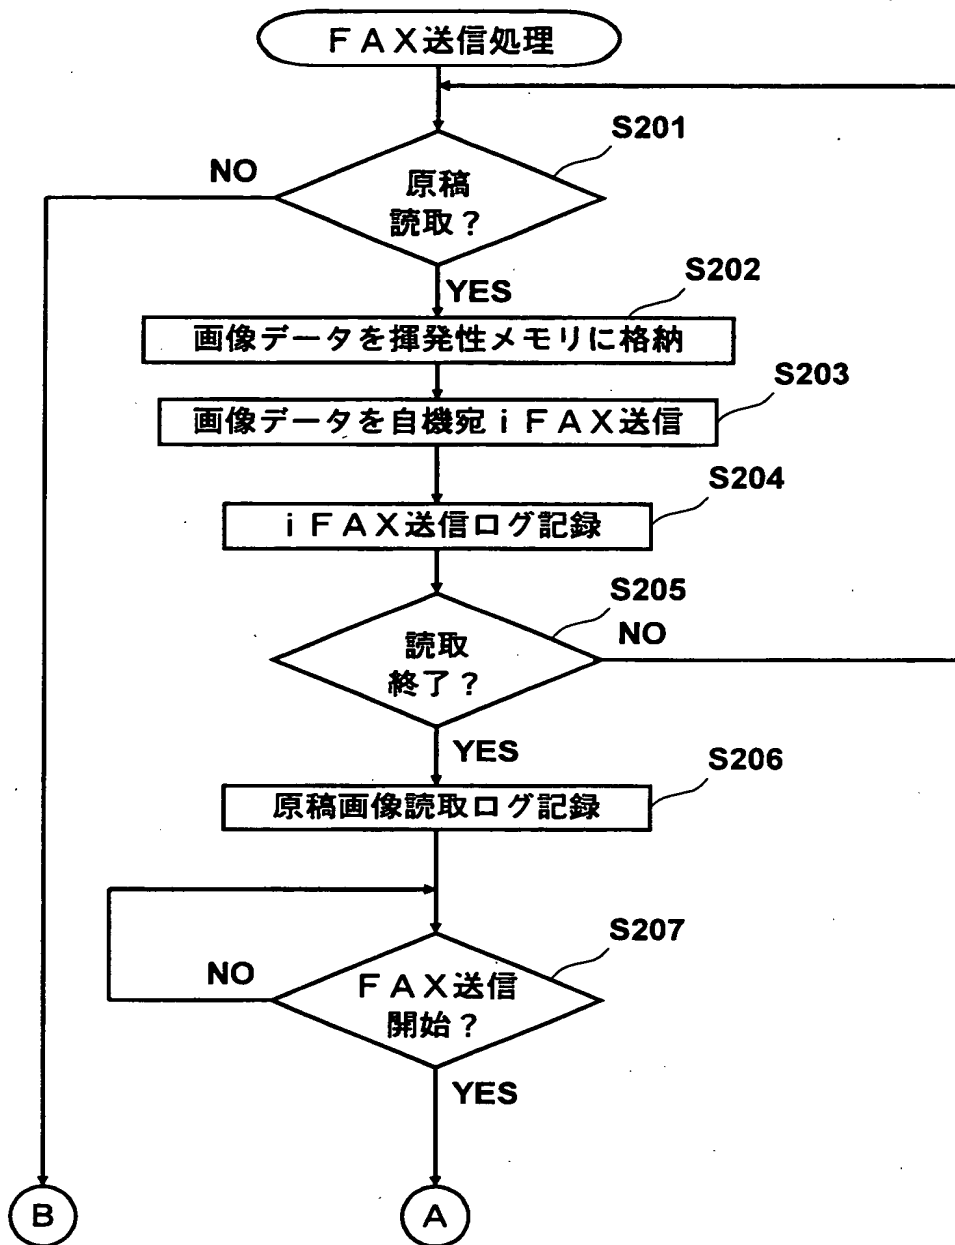 FAX送信処理
S201
NO
原稿
読取?
YES
S202
画像データを揮発性メモリに格納
S203
画像データを自機宛iFAX送信
S204
iFAX送信ログ記録
S205
読取
終了?
NO
YES
S206
原稿画像読取ログ記録
S207
NO
FAX送信
開始?
YES
B
A